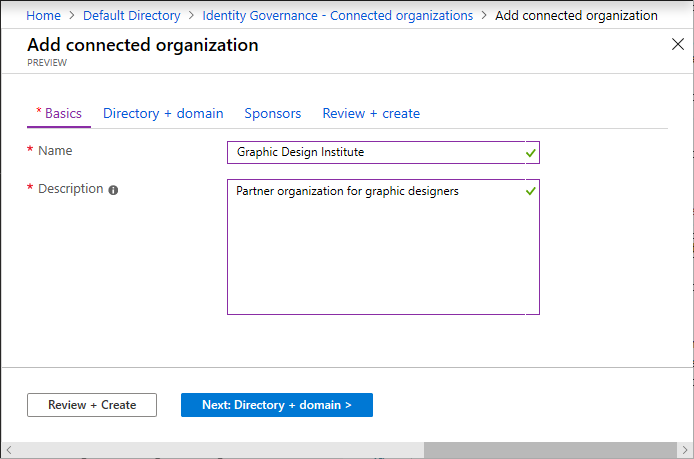 Home > Default Directory > Identity Governance - Connected organizations > Add connected organization
Add connected organization
PREVIEW
* Basics Directory + domain Sponsors Review + create
* Name Graphic Design Institute
* Description Partner organization for graphic designers
Review + Create Next: Directory + domain >